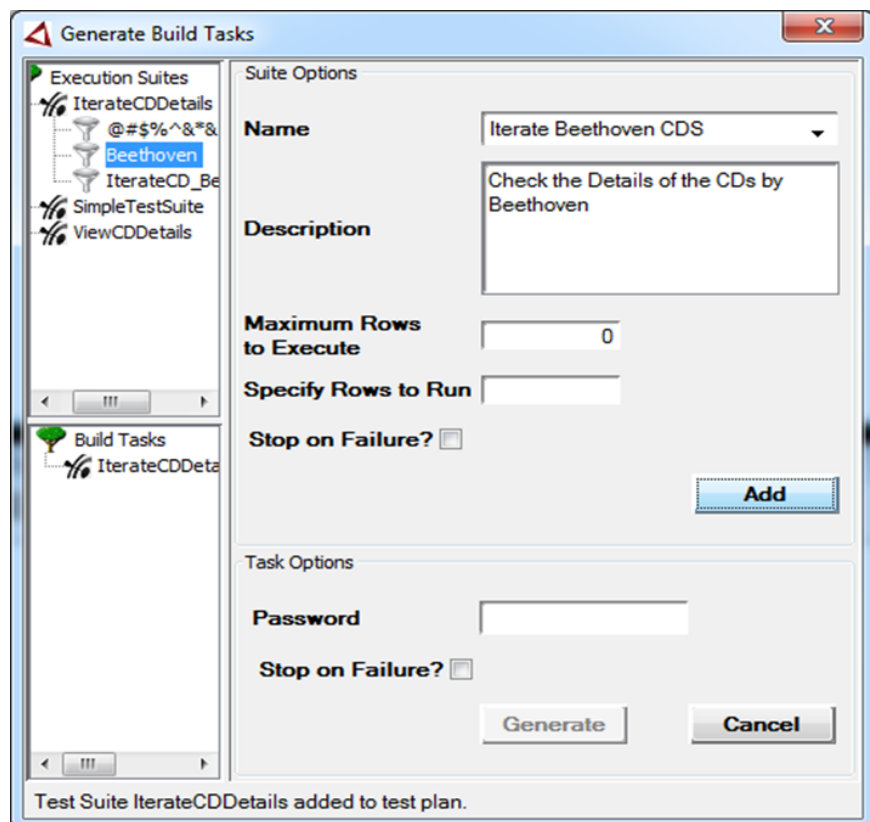 Generate Build Tasks
Execution Suites
IterateCDDetails
@#$%^&*&
Beethoven
IterateCD_Be
SimpleTestSuite
ViewCDDetails
Build Tasks
IterateCDDeta
Suite Options
Name
Iterate Beethoven CDS
Description
Check the Details of the CDs by
Beethoven
Maximum Rows
to Execute
0
Specify Rows to Run
Stop on Failure?
Add
Task Options
Password
Stop on Failure?
Generate
Cancel
Test Suite IterateCDDetails added to test plan.